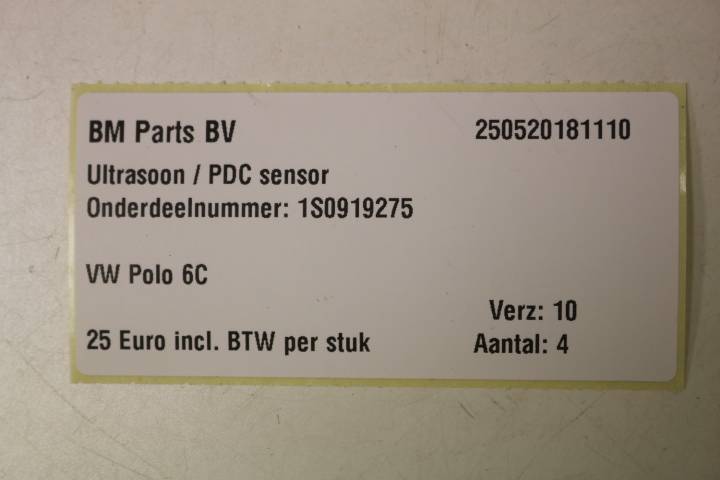 BM Parts BV 250520181110
Ultrasoon / PDC sensor
Onderdeelnummer: 1S0919275
VW Polo 6C
Verz: 10
25 Euro incl. BTW per stuk Aantal: 4